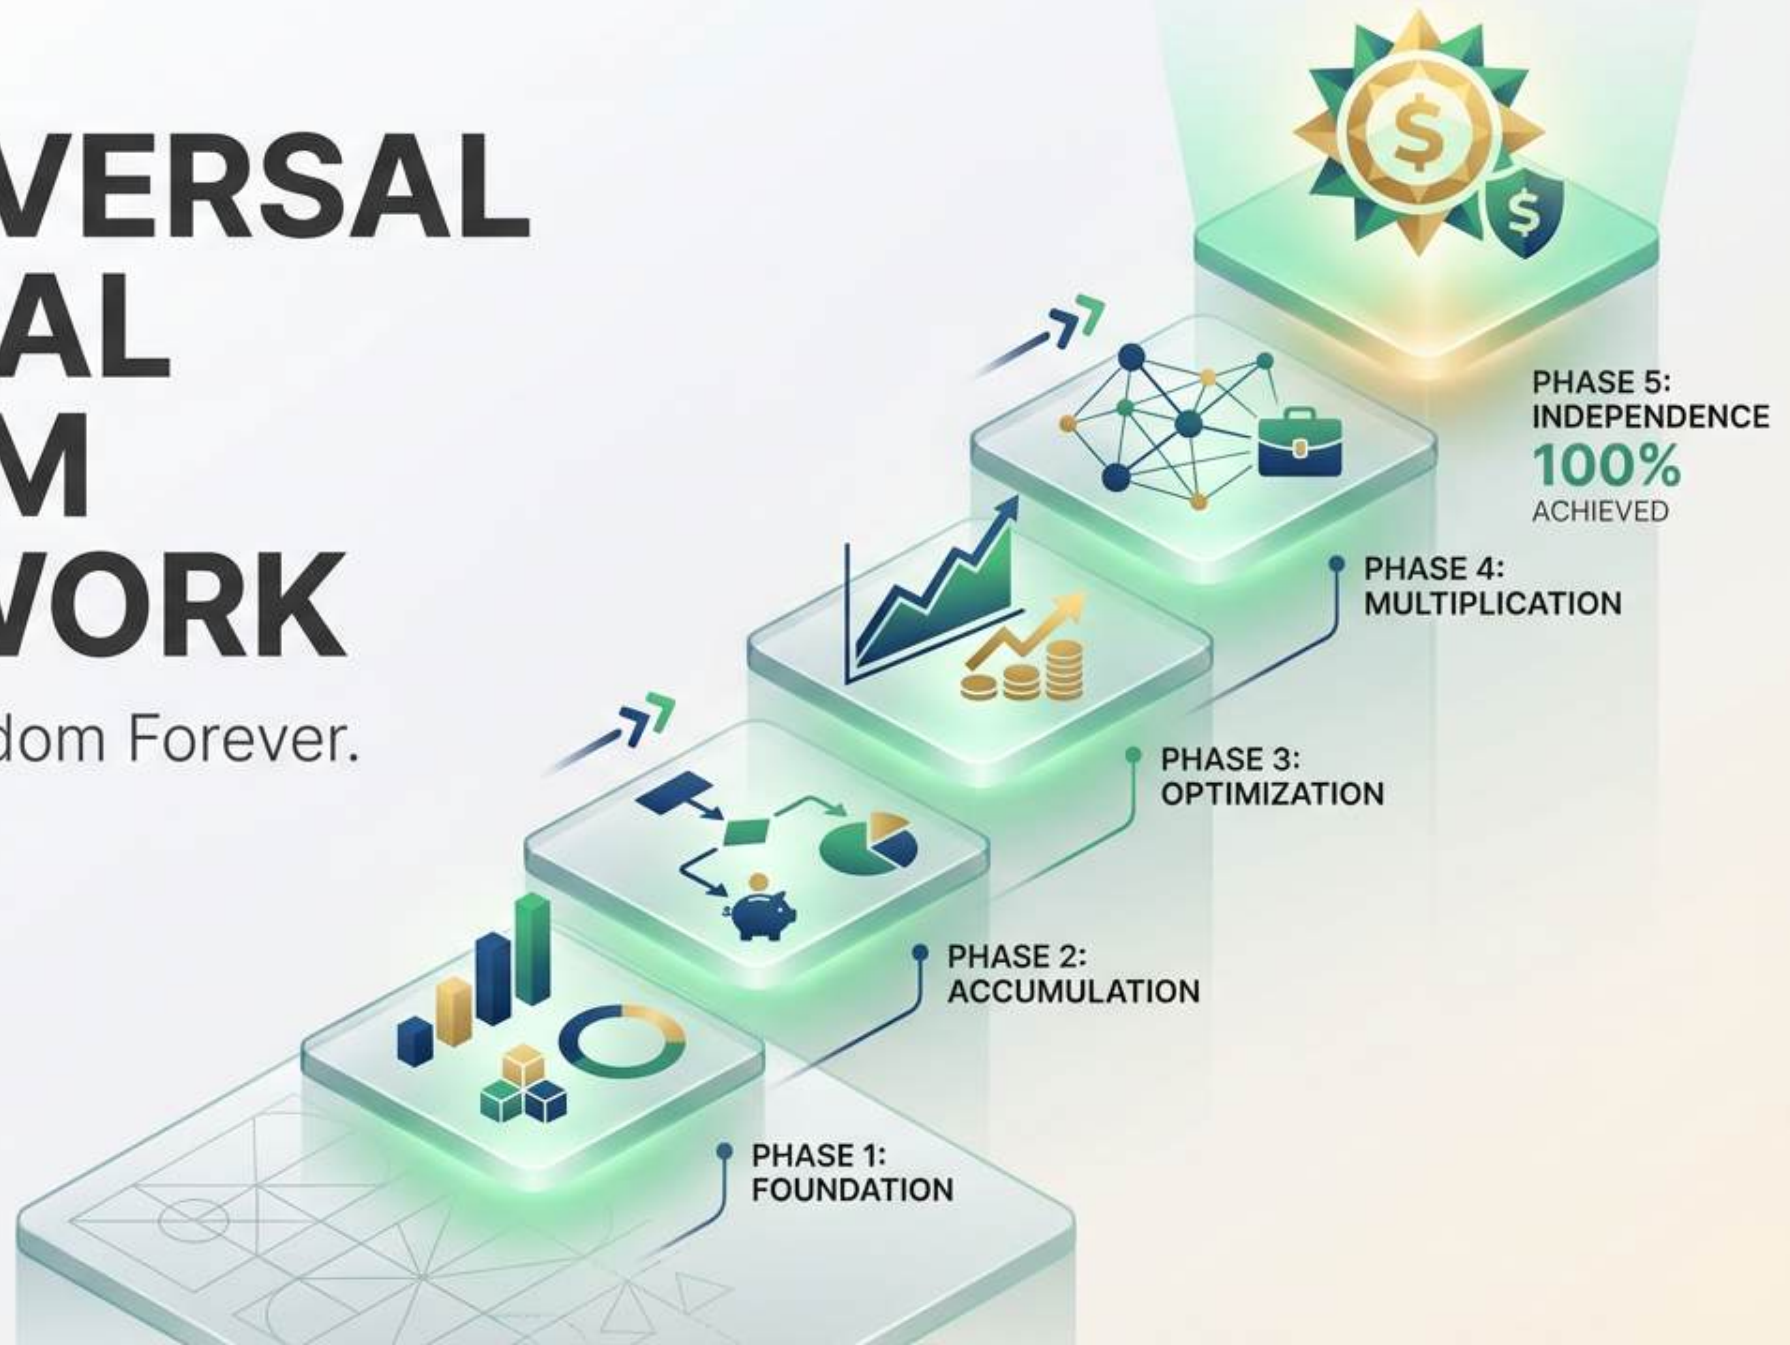 VERSAL
AL
M
WORK
dom Forever.
$
$
PHASE 5:
INDEPENDENCE
100%
ACHIEVED
PHASE 4:
MULTIPLICATION
PHASE 3:
OPTIMIZATION
PHASE 2:
ACCUMULATION
PHASE 1:
FOUNDATION